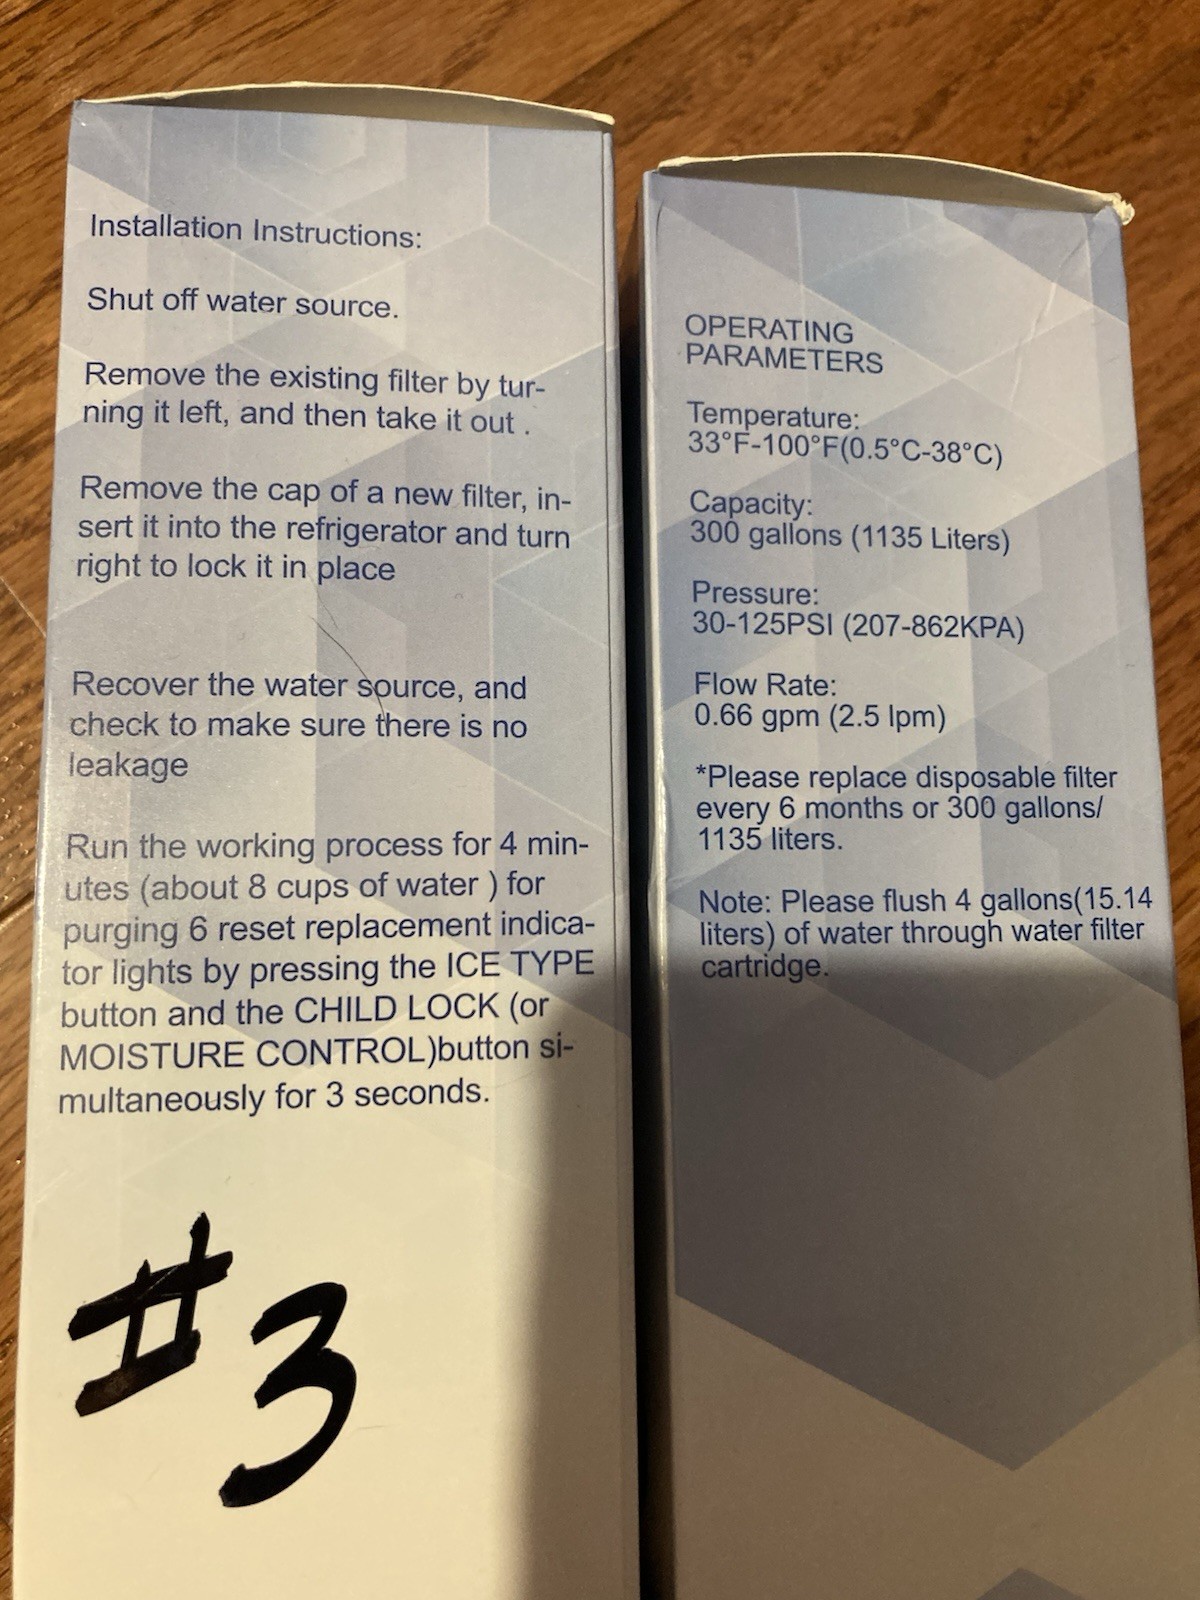 Installation Instructions:
Shut off water source.
Remove the existing filter by tur-
ning it left, and then take it out .
Remove the cap of a new filter, in-
sert it into the refrigerator and turn
right to lock it in place
Recover the water source, and
check to make sure there is no
leakage
Run the working process for 4 min-
utes (about 8 cups of water ) for
purging 6 reset replacement indica-
tor lights by pressing the ICE TYPE
button and the CHILD LOCK (or
MOISTURE CONTROL)button si-
multaneously for 3 seconds.
#3
OPERATING
PARAMETERS
Temperature:
33°F-100°F(0.5°C-38°C)
Capacity:
300 gallons (1135 Liters)
Pressure:
30-125PSI (207-862KPA)
Flow Rate:
0.66 gpm (2.5 lpm)
*Please replace disposable filter
every 6 months or 300 gallons/
1135 liters.
Note: Please flush 4 gallons(15.14
liters) of water through water filter
cartridge.